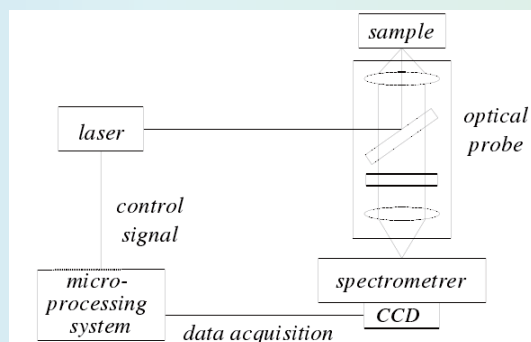 sample
optical
probe
laser
control
signal
spectrometrer
micro-
processing
system
CCD
data acquisition